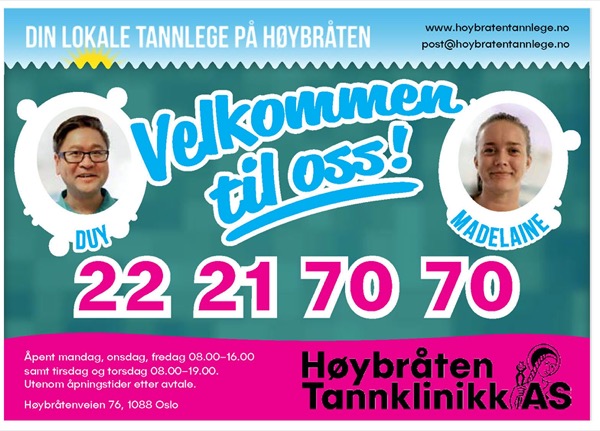 DIN LOKALE TANNLEGE PÅ HØYBRÅTEN
www.hoybratentannlege.no
post@hoybratentannlege.no
Velkommen
til oss!
DUY
MADELAINE
22 21 70 70
Åpent mandag, onsdag, fredag 08.00–16.00
samt tirsdag og torsdag 08.00–19.00.
Utenom åpningstider etter avtale.
Høybråtenveien 76, 1088 Oslo
Høybråten
Tannklinikk AS